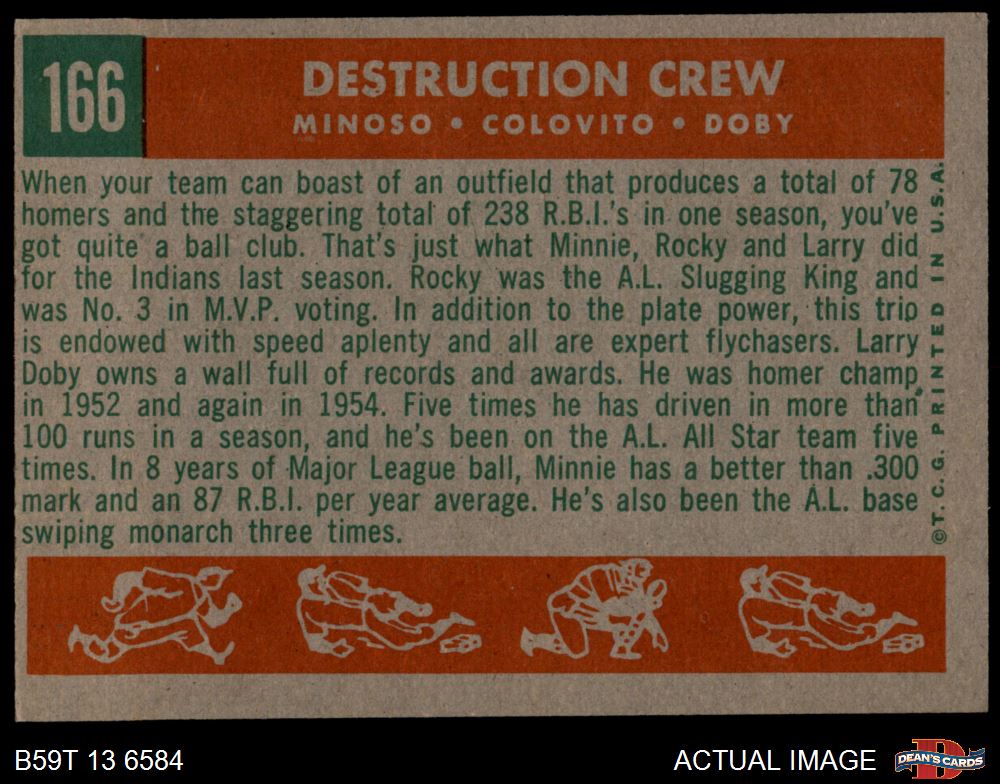 166
DESTRUCTION CREW
MINOSO • COLOVITO • DOBY
When your team can boast of an outfield that produces a total of 78
homers and the staggering total of 238 R.B.I.'s in one season, you've
got quite a ball club. That's just what Minnie, Rocky and Larry did
for the Indians last season. Rocky was the A.L. Slugging King and
was No. 3 in M.V.P. voting. In addition to the plate power, this trio
is endowed with speed aplenty and all are expert flychasers. Larry
Doby owns a wall full of records and awards. He was homer champ
in 1952 and again in 1954. Five times he has driven in more than
100 runs in a season, and he's been on the A.L. All Star team five
times. In 8 years of Major League ball, Minnie has a better than .300
mark and an 87 R.B.I. per year average. He's also been the A.L. base
swiping monarch three times.
©T.C.G. PRINTED IN U.S.A.
B59T 13 6584
ACTUAL IMAGE
D
DEAN'S CARDS